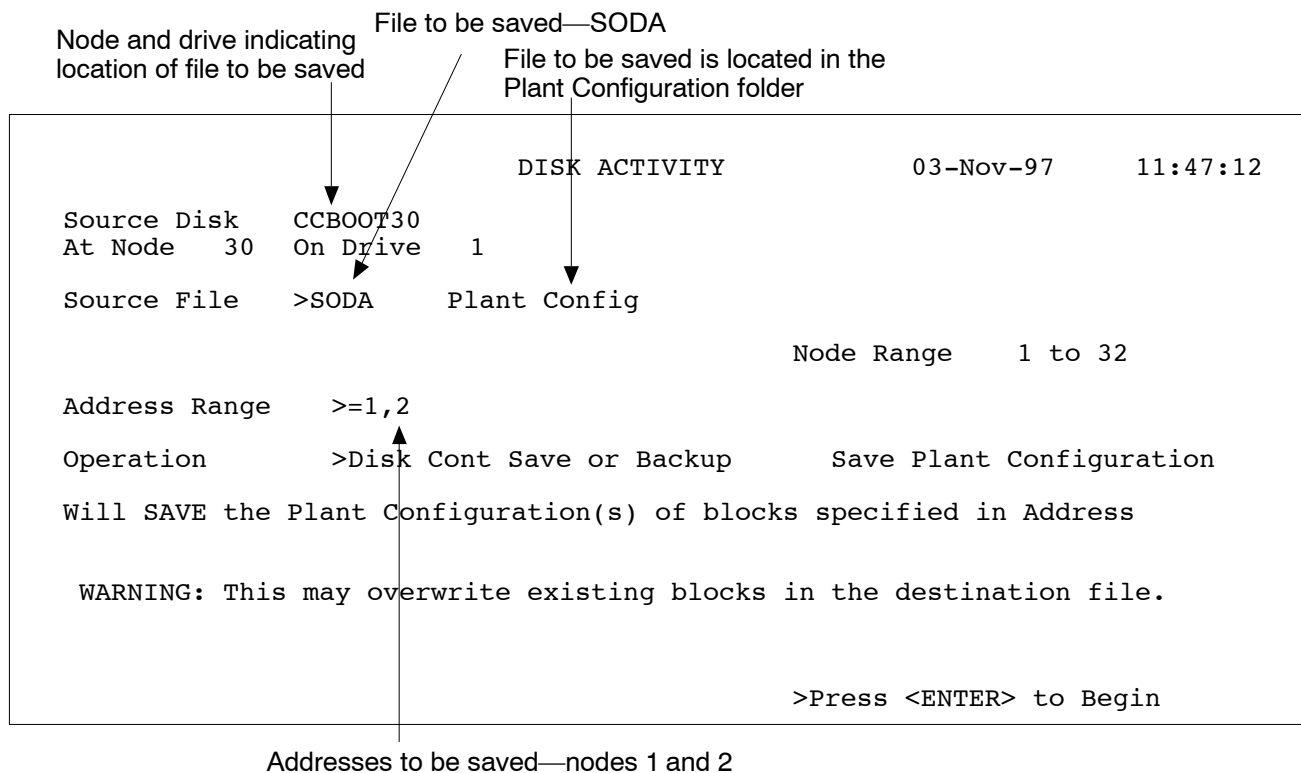 File to be saved—SODA
Node and drive indicating
location of file to be saved
File to be saved is located in the
Plant Configuration folder
DISK ACTIVITY 03-Nov-97 11:47:12
Source Disk CCBOOT30
At Node 30 On Drive 1
Source File >SODA Plant Config
Node Range 1 to 32
Address Range >=1,2
Operation >Disk Cont Save or Backup Save Plant Configuration
Will SAVE the Plant Configuration(s) of blocks specified in Address
WARNING: This may overwrite existing blocks in the destination file.
>Press <ENTER> to Begin
Addresses to be saved—nodes 1 and 2